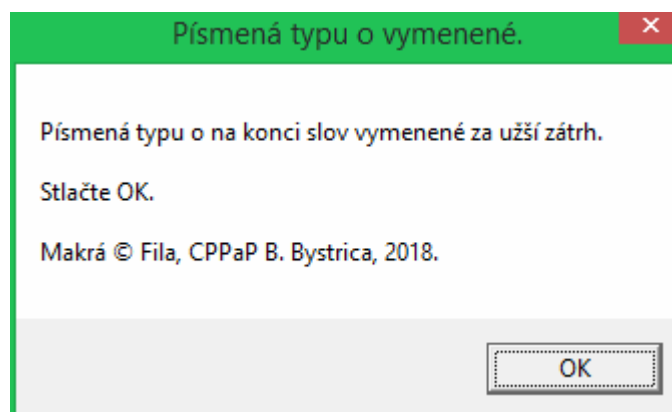 Písmená typu o vymenené.
Písmená typu o na konci slov vymenené za užší zátrh.
Stlačte OK.
Makrá © Fila, CPPaP B. Bystrica, 2018.
OK